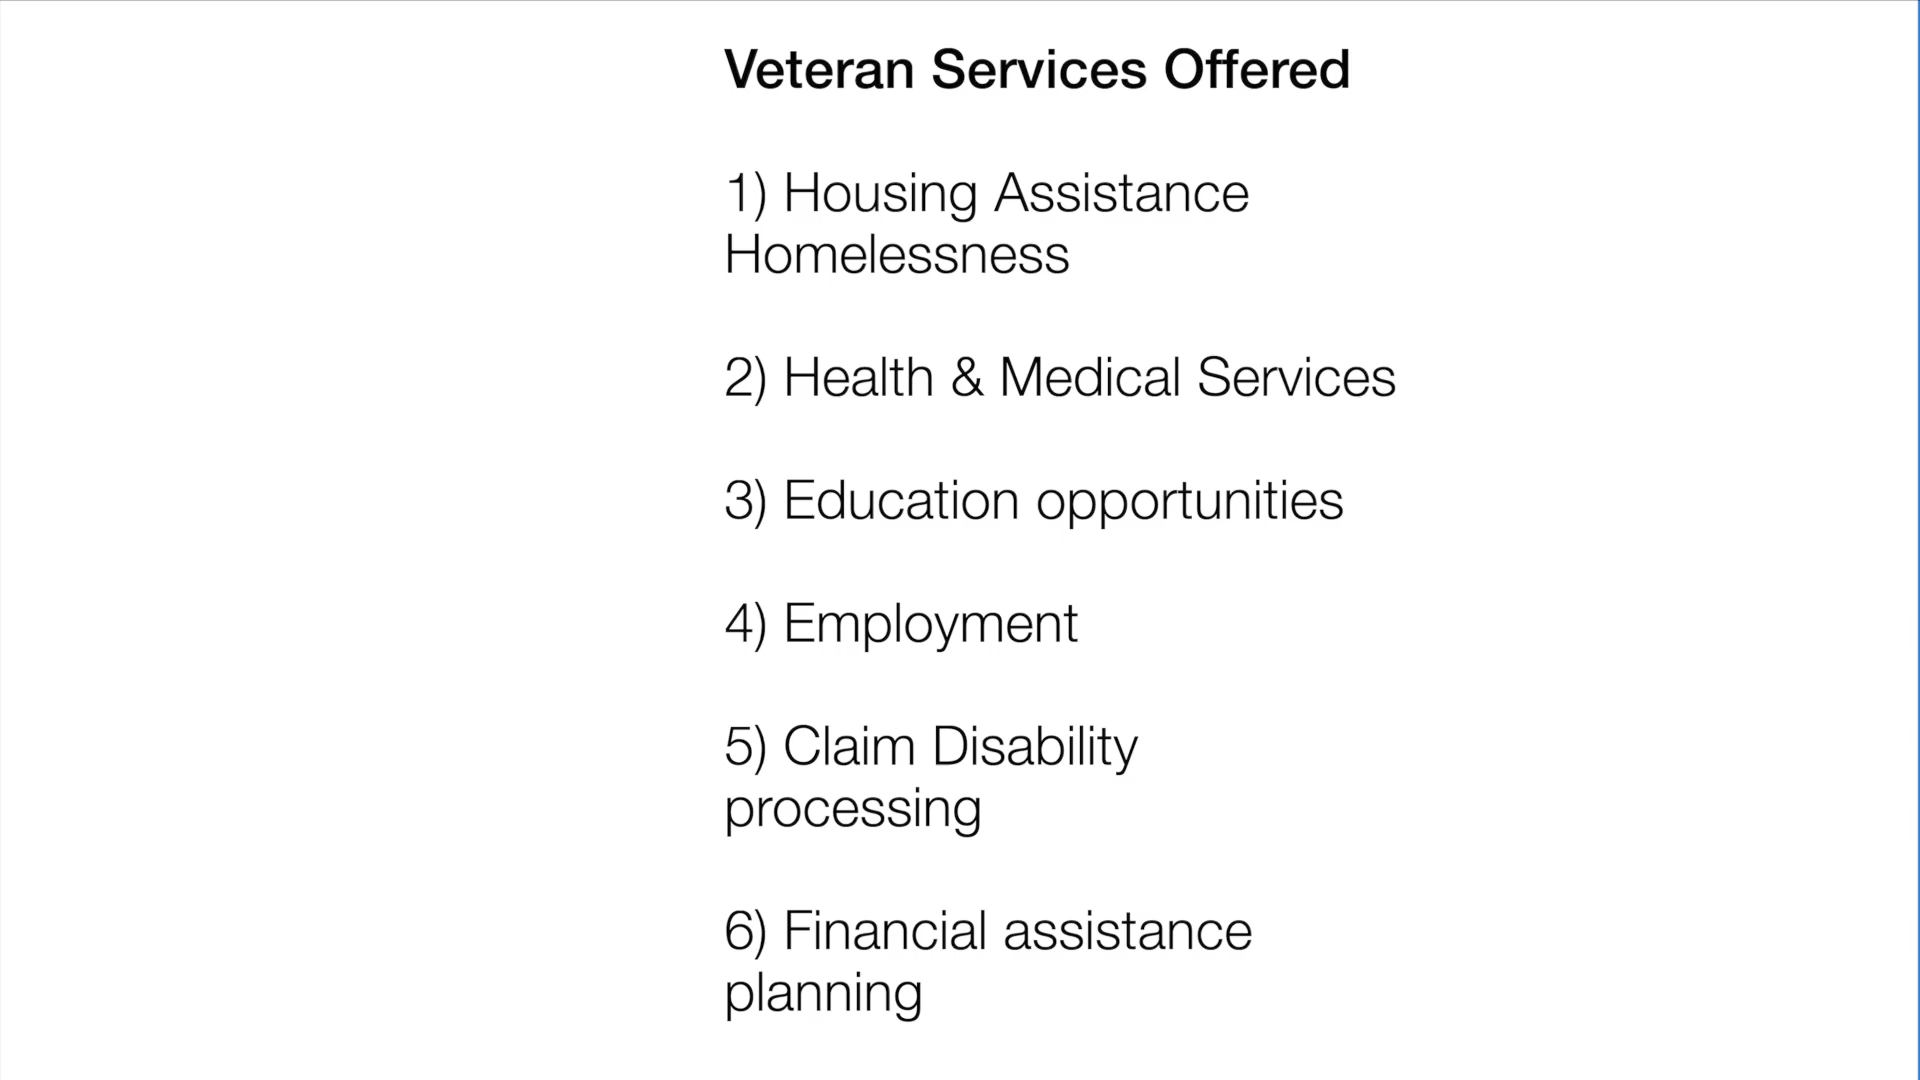 Veteran Services Offered
1) Housing Assistance
Homelessness
2) Health & Medical Services
3) Education opportunities
4) Employment
5) Claim Disability
processing
6) Financial assistance
planning